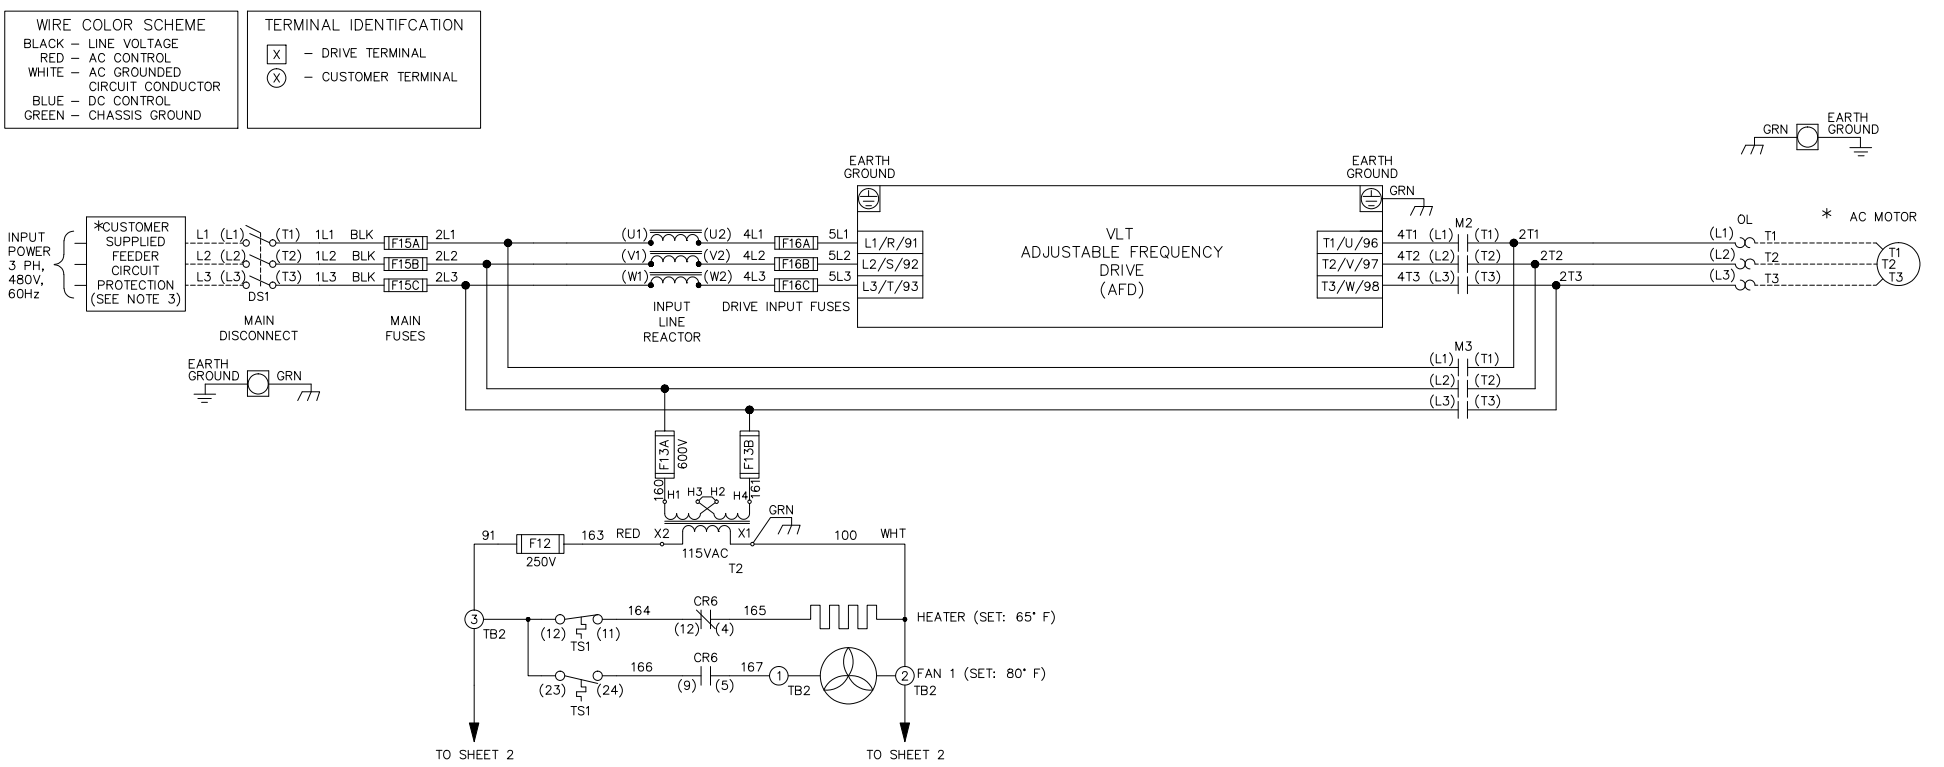 WIRE COLOR SCHEME
BLACK – LINE VOLTAGE
RED – AC CONTROL
WHITE – AC GROUNDED
CIRCUIT CONDUCTOR
BLUE – DC CONTROL
GREEN – CHASSIS GROUND
TERMINAL IDENTIFCATION
X – DRIVE TERMINAL
X – CUSTOMER TERMINAL
GRN
EARTH
GROUND
EARTH
GROUND
EARTH
GROUND
GRN
INPUT
POWER
3 PH,
480V,
60Hz
*CUSTOMER
SUPPLIED
FEEDER
CIRCUIT
PROTECTION
(SEE NOTE 3)
L1 (L1) (T1) 1L1 BLK F15A 2L1 (U1) (U2) 4L1 F16A 5L1 L1/R/91
L2 (L2) (T2) 1L2 BLK F15B 2L2 (V1) (V2) 4L2 F16B 5L2 L2/S/92
L3 (L3) (T3) 1L3 BLK F15C 2L3 (W1) (W2) 4L3 F16C 5L3 L3/T/93
DS1
MAIN
DISCONNECT
MAIN
FUSES
INPUT
LINE
REACTOR
DRIVE INPUT FUSES
VLT
ADJUSTABLE FREQUENCY
DRIVE
(AFD)
M2
T1/U/96 4T1 (L1) (T1) 2T1
T2/V/97 4T2 (L2) (T2) 2T2
T3/W/98 4T3 (L3) (T3) 2T3
OL
* AC MOTOR
(L1) T1
(L2) T2
(L3) T3
T1
T2
T3
EARTH
GROUND
GRN
M3
(L1) (T1)
(L2) (T2)
(L3) (T3)
F13A
600V
F13B
160
161
H1 H3 H2 H4
GRN
91 F12 163 RED X2 X1 100 WHT
250V
115VAC
T2
3
TB2
164 CR6 165
(12) (11) (12) (4)
TS1
HEATER (SET: 65° F)
CR6
166 167 1 2 FAN 1 (SET: 80° F)
(23) (24) (9) (5) TB2 TB2
TS1
TO SHEET 2
TO SHEET 2